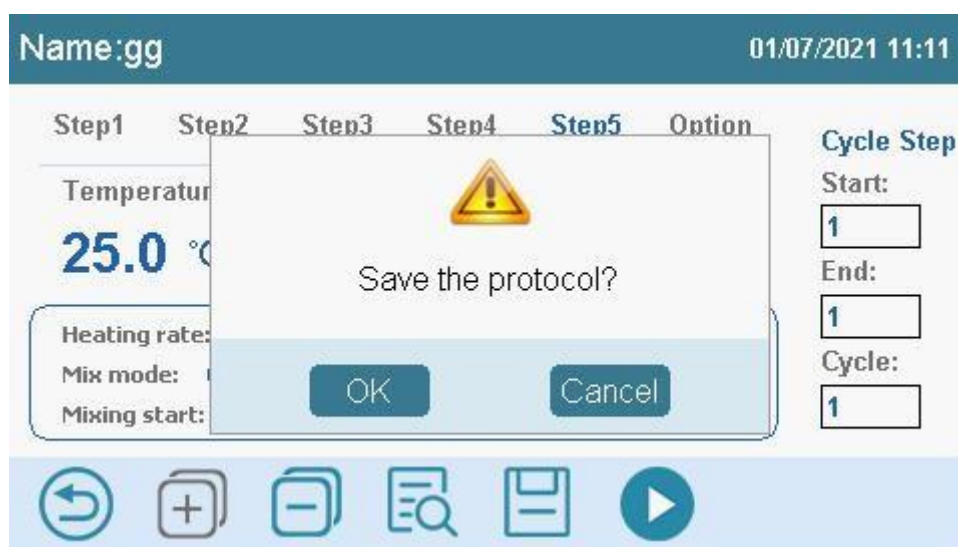 Name:gg
01/07/2021 11:11
Step1 Step2 Step3 Step4 Step5 Option
Cycle Step
Temperatur
Start:
25.0 °C
1
Save the protocol?
End:
1
Heating rate:
Mix mode:
Cycle:
OK Cancel
Mixing start:
1